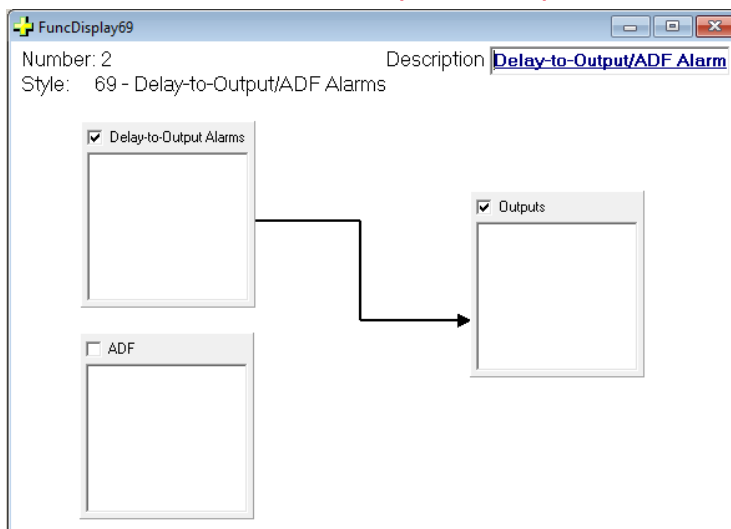 FuncDisplay69
Number: 2
Description Delay-to-Output/ADF Alarm
Style: 69 - Delay-to-Output/ADF Alarms
Delay-to-Output Alarms
Outputs
ADF